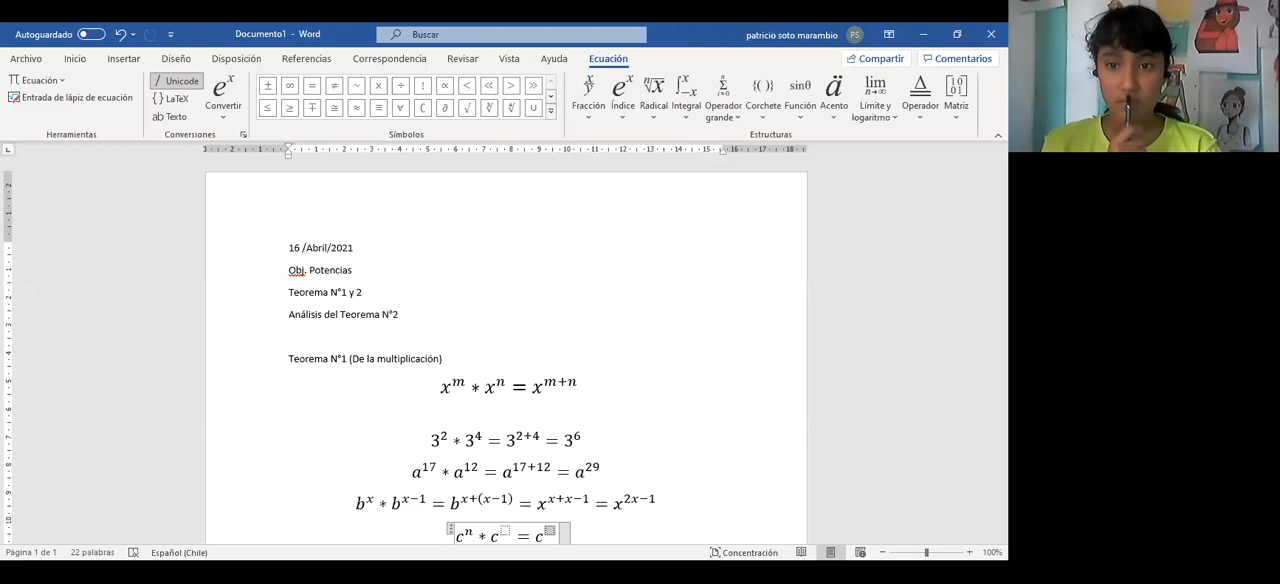 Autoguardado Documento1 - Word Buscar patricio soto marambio PS
Archivo Inicio Insertar Diseño Disposición Referencias Correspondencia Revisar Vista Ayuda Ecuación Compartir Comentarios
π Ecuación Unicode
Entrada de lápiz de ecuación { } LaTeX Convertir
ab Texto
± ∞ = ≠ ~ × ÷ ! ∝ < ≪ > ≫
≤ ≥ ∓ ≅ ≈ ≡ ∀ ∁ ∂ √ ∛ ∜ ∪
Fracción Índice Radical Integral Operador grande Corchete Función Acento Límite y logaritmo Operador Matriz
Herramientas Conversiones Símbolos Estructuras
16 /Abril/2021
Obj. Potencias
Teorema N°1 y 2
Análisis del Teorema N°2
Teorema N°1 (De la multiplicación)
x^m * x^n = x^{m+n}
3^2 * 3^4 = 3^{2+4} = 3^6
a^{17} * a^{12} = a^{17+12} = a^{29}
b^x * b^{x-1} = b^{x+(x-1)} = x^{x+x-1} = x^{2x-1}
c^n * c = c
Página 1 de 1 22 palabras Español (Chile) Concentración 100%